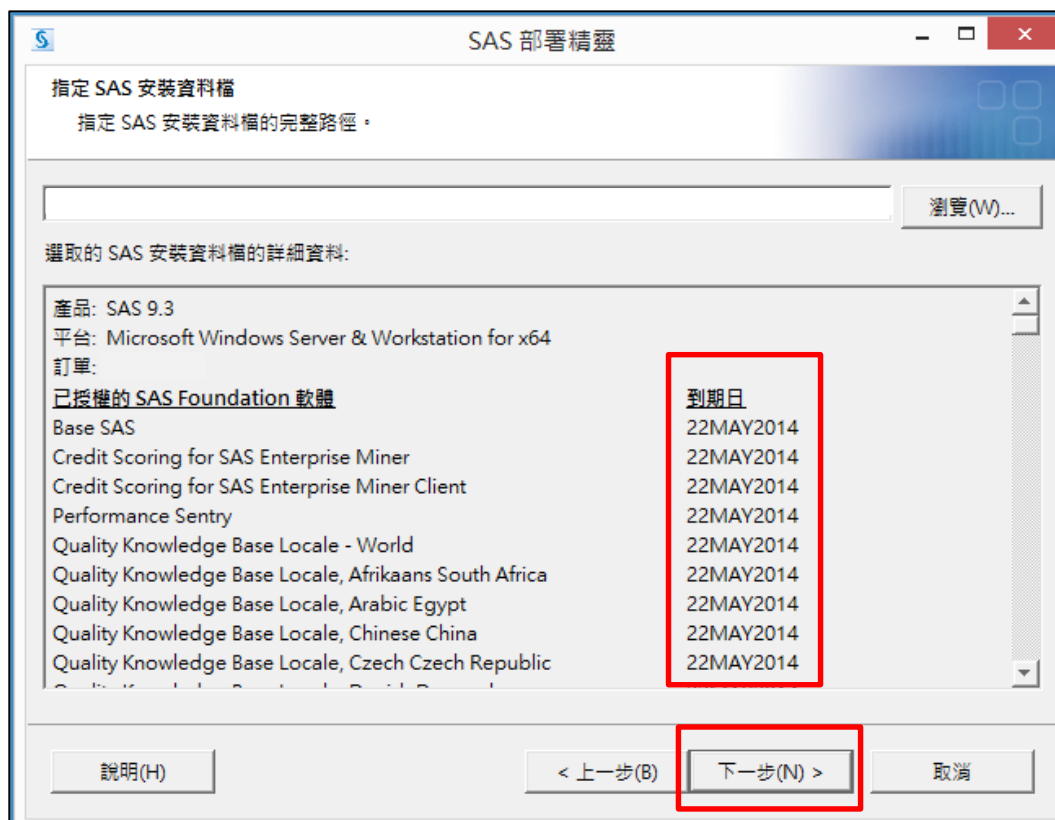 SAS 部署精靈
指定 SAS 安裝資料檔
指定 SAS 安裝資料檔的完整路徑。
瀏覽(W)...
選取的 SAS 安裝資料檔的詳細資料:
產品: SAS 9.3
平台: Microsoft Windows Server & Workstation for x64
訂單:
已授權的 SAS Foundation 軟體 到期日
Base SAS 22MAY2014
Credit Scoring for SAS Enterprise Miner 22MAY2014
Credit Scoring for SAS Enterprise Miner Client 22MAY2014
Performance Sentry 22MAY2014
Quality Knowledge Base Locale - World 22MAY2014
Quality Knowledge Base Locale, Afrikaans South Africa 22MAY2014
Quality Knowledge Base Locale, Arabic Egypt 22MAY2014
Quality Knowledge Base Locale, Chinese China 22MAY2014
Quality Knowledge Base Locale, Czech Czech Republic 22MAY2014
說明(H) < 上一步(B) 下一步(N) > 取消